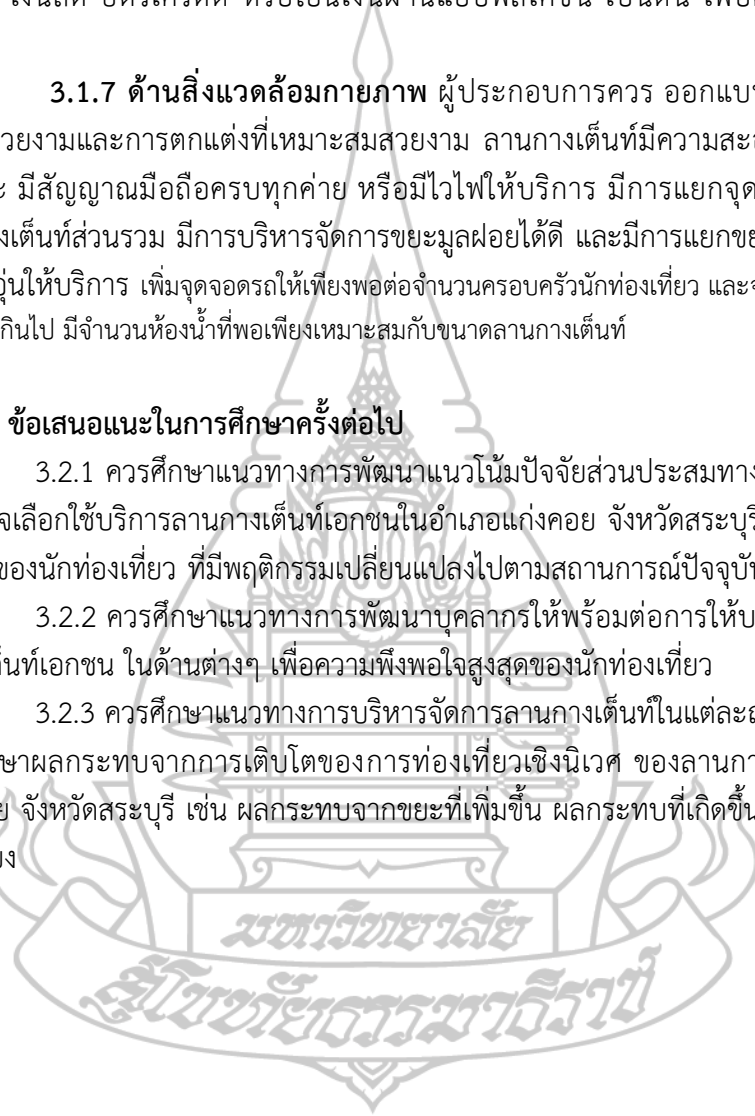 เงินสด บัตรเครดิต หรือเป็นเงินผ่านแอปพลิเคชัน เป็นต้น
3.1.7 ด้านสิ่งแวดล้อมกายภาพ ผู้ประกอบการควร ออกแบบ
วยงามและการตกแต่งที่เหมาะสมสวยงาม ลานกางเต็นท์มีความสะ
มีสัญญาณมือถือครบทุกค่าย หรือมีไวไฟให้บริการ มีการแยกจุด
งเต็นท์ส่วนรวม มีการบริหารจัดการขยะมูลฝอยได้ดี และมีการแยกขย
อุ่นให้บริการ เพิ่มจุดจอดรถให้เพียงพอต่อจำนวนครอบครัวนักท่องเที่ยว และจ
กินไป มีจำนวนห้องน้ำที่พอเพียงเหมาะสมกับขนาดลานกางเต็นท์
ข้อเสนอแนะในการศึกษาครั้งต่อไป
3.2.1 ควรศึกษาแนวทางการพัฒนาแนวโน้มปัจจัยส่วนประสมทาง
จเลือกใช้บริการลานกางเต็นท์เอกชนในอำเภอแก่งคอย จังหวัดสระบุรี
ของนักท่องเที่ยว ที่มีพฤติกรรมเปลี่ยนแปลงไปตามสถานการณ์ปัจจุบัน
3.2.2 ควรศึกษาแนวทางการพัฒนาบุคลากรให้พร้อมต่อการให้บ
ต็นท์เอกชน ในด้านต่างๆ เพื่อความพึงพอใจสูงสุดของนักท่องเที่ยว
3.2.3 ควรศึกษาแนวทางการบริหารจัดการลานกางเต็นท์ในแต่ละฤ
ษาผลกระทบจากการเติบโตของการท่องเที่ยวเชิงนิเวศ ของลานกา
ย จังหวัดสระบุรี เช่น ผลกระทบจากขยะที่เพิ่มขึ้น ผลกระทบที่เกิดขึ้น
ยง
มหาวิทยาลัย
สุโขทัยธรรมาธิราช